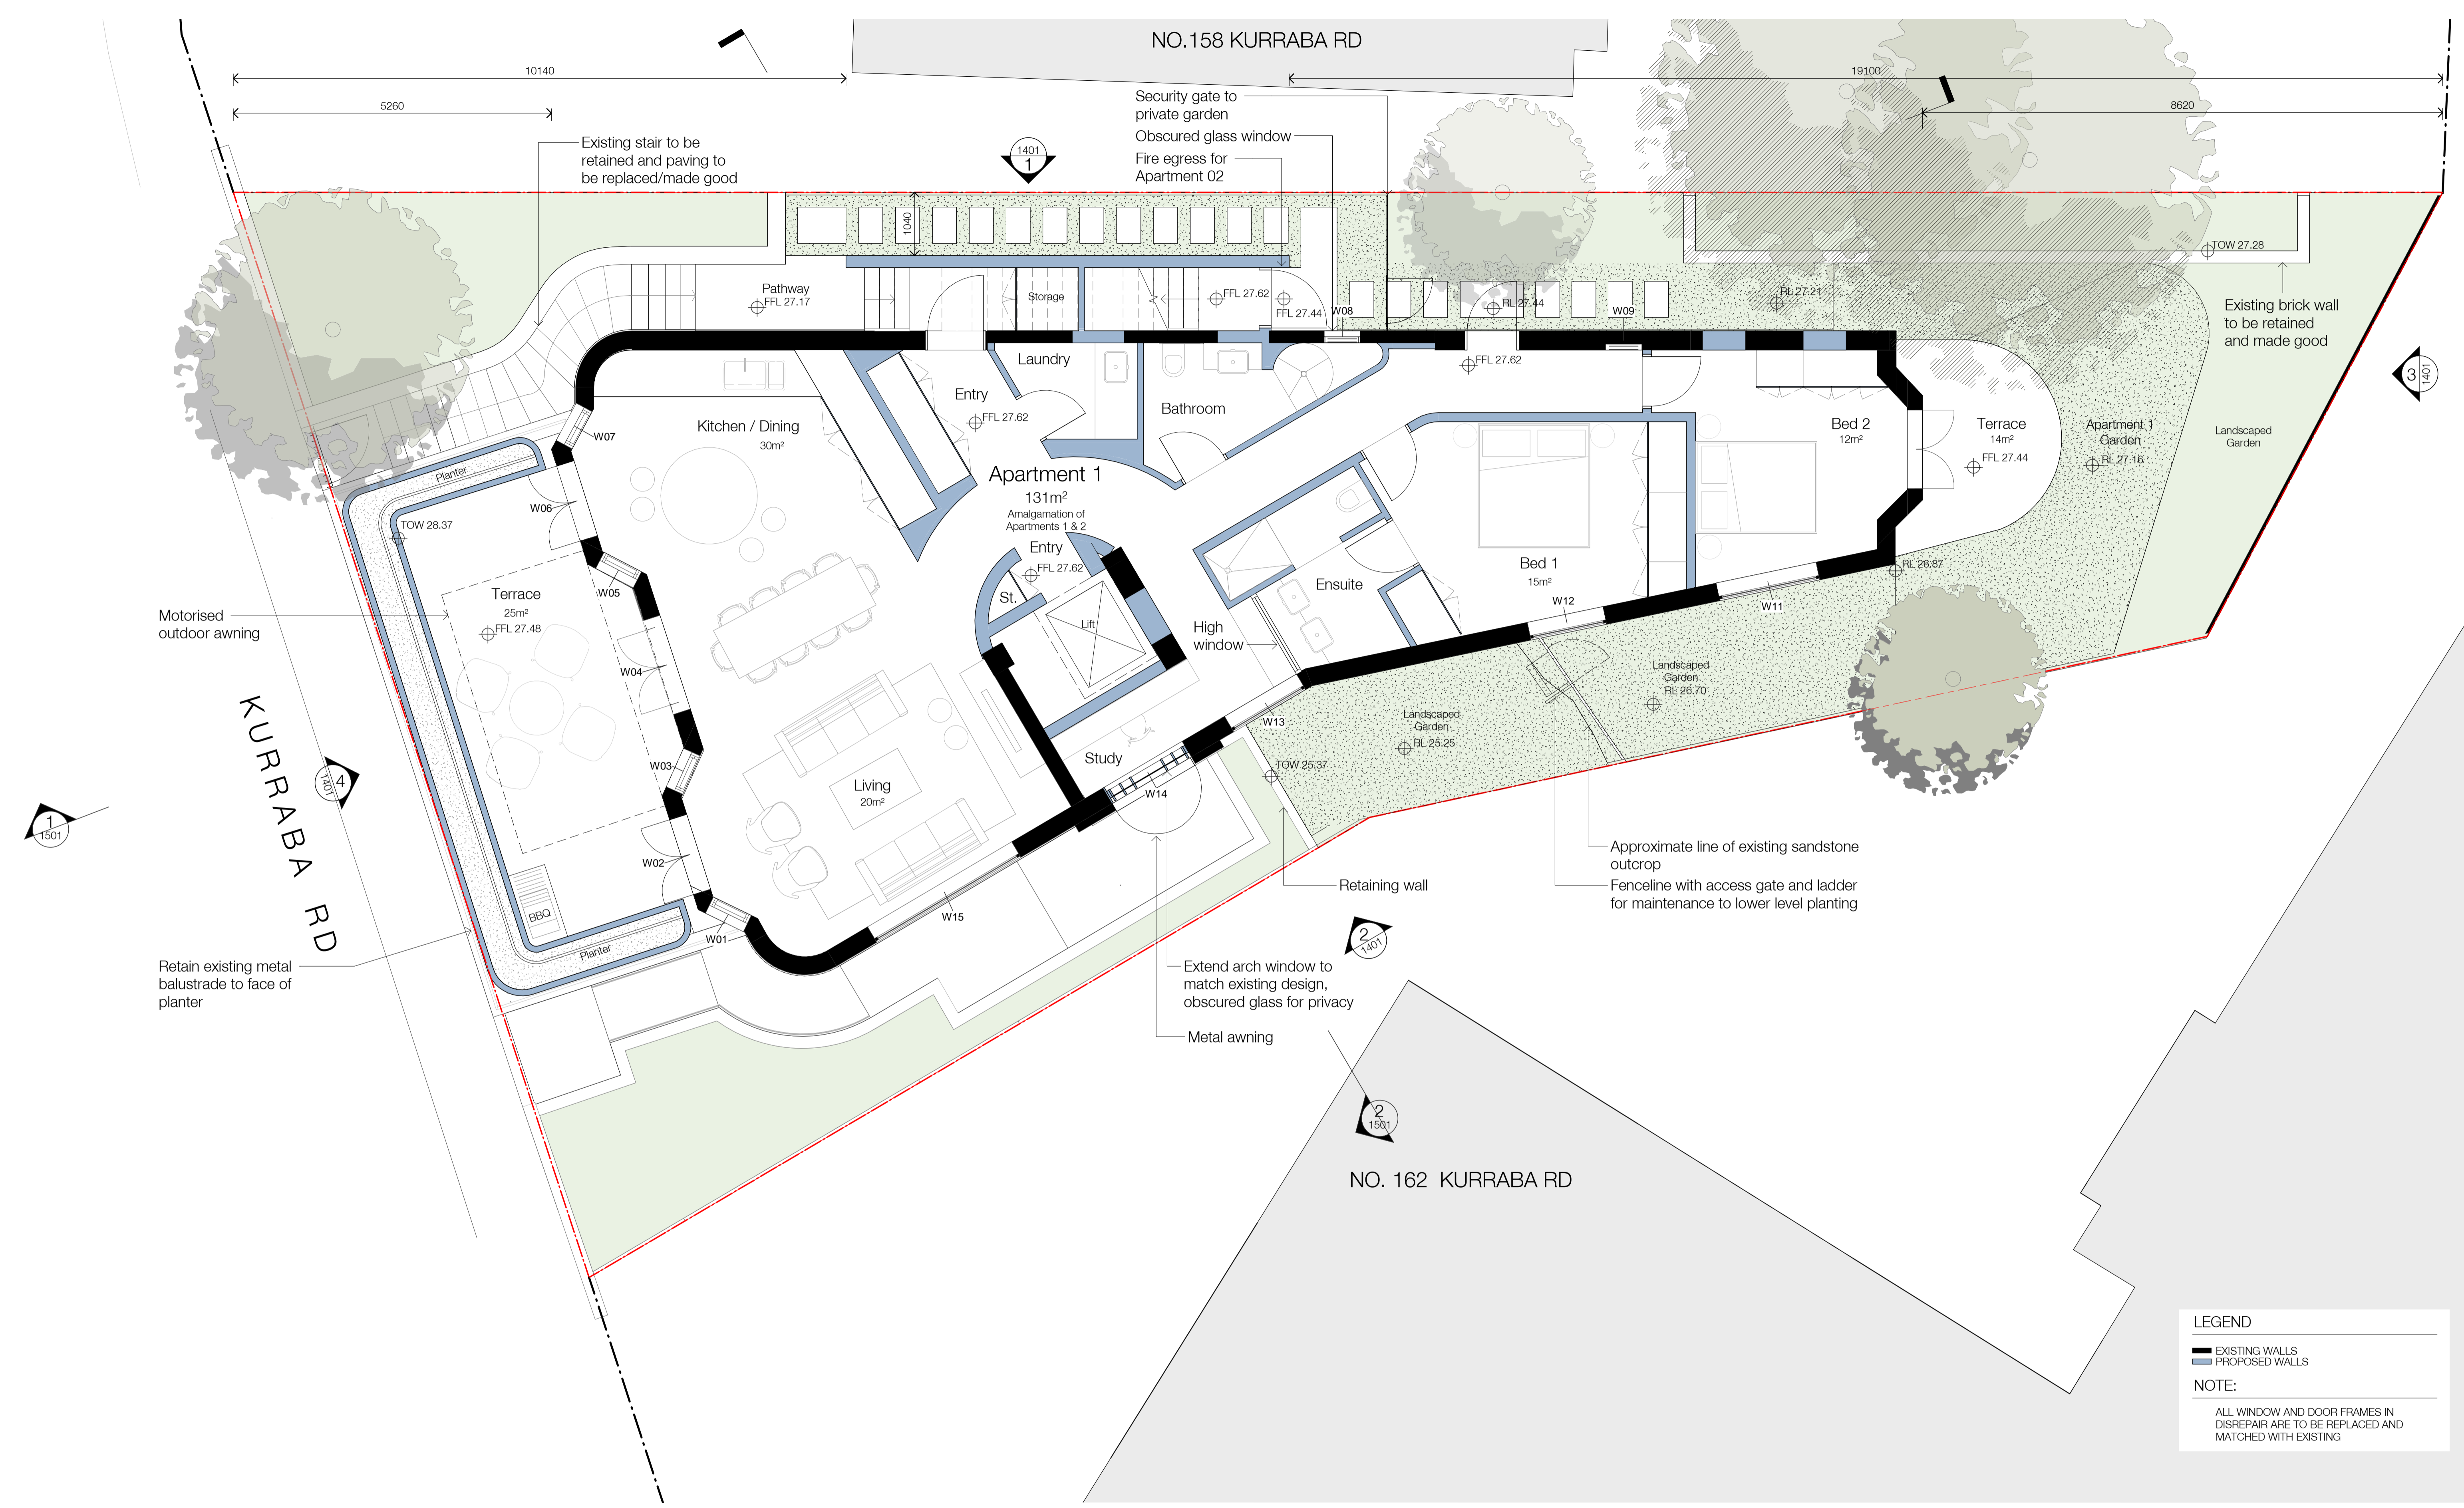 NO.158 KURRABA RD
10140
19100
5260
8620
Security gate to
private garden
Obscured glass window
Fire egress for
Apartment 02
Existing stair to be
retained and paving to
be replaced/made good
1401
1
1040
TOW 27.28
Pathway
FFL 27.17
Storage
FFL 27.62
FFL 27.44
W08
RL 27.44
W09
RL 27.21
Existing brick wall
to be retained
and made good
Laundry
FFL 27.62
Entry
FFL 27.62
Bathroom
3
1401
Kitchen / Dining
30m²
W07
Bed 2
12m²
Terrace
14m²
FFL 27.44
Apartment 1
Garden
RL 27.16
Landscaped
Garden
Planter
W06
TOW 28.37
Apartment 1
131m²
Amalgamation of
Apartments 1 & 2
Entry
FFL 27.62
St.
Lift
Ensuite
Bed 1
15m²
RL 26.87
W12
W11
W05
Terrace
25m²
FFL 27.48
Motorised
outdoor awning
High
window
W04
Landscaped
Garden
RL 26.70
Landscaped
Garden
RL 25.25
W13
KURRABA RD
4
1401
W03
Study
TOW 25.37
W14
Living
20m²
1
1501
W02
Approximate line of existing sandstone
outcrop
Retaining wall
Fenceline with access gate and ladder
for maintenance to lower level planting
BBQ
W15
W01
Planter
2
1401
Retain existing metal
balustrade to face of
planter
Extend arch window to
match existing design,
obscured glass for privacy
Metal awning
2
1501
NO. 162 KURRABA RD
LEGEND
EXISTING WALLS
PROPOSED WALLS
NOTE:
ALL WINDOW AND DOOR FRAMES IN
DISREPAIR ARE TO BE REPLACED AND
MATCHED WITH EXISTING